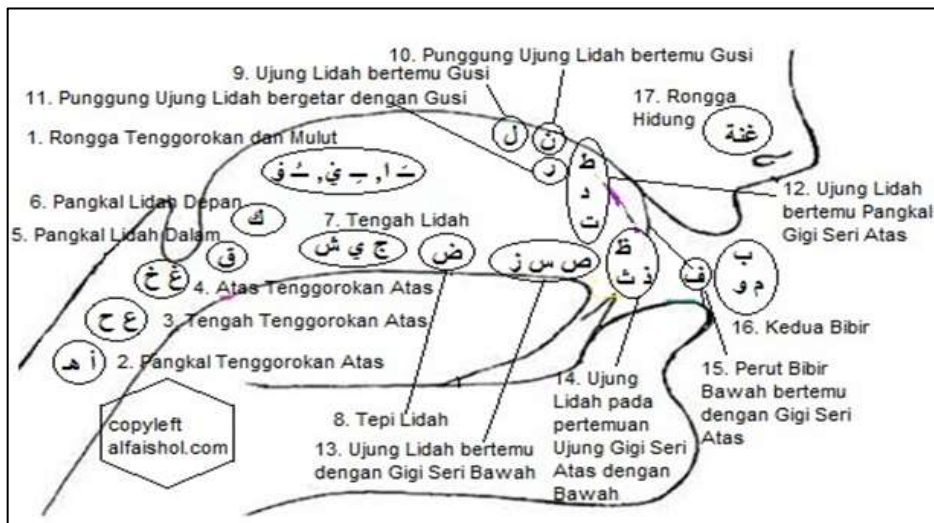 10. Punggung Ujung Lidah bertemu Gusi
9. Ujung Lidah bertemu Gusi
11. Punggung Ujung Lidah bergetar dengan Gusi
17. Rongga
Hidung
غنة
ل
ن
ر
1. Rongga Tenggorokan dan Mulut
ـَ ا, ـِ ي, ـُ و
ط
د
ت
12. Ujung Lidah
bertemu Pangkal
Gigi Seri Atas
6. Pangkal Lidah Depan
ك
5. Pangkal Lidah Dalam
ق
7. Tengah Lidah
ج ي ش
ض
ص س ز
ظ
ذ ث
ف
ب
م و
غ خ
4. Atas Tenggorokan Atas
ع ح
3. Tengah Tenggorokan Atas
أ هـ
2. Pangkal Tenggorokan Atas
16. Kedua Bibir
15. Perut Bibir
Bawah bertemu
dengan Gigi Seri
Atas
14. Ujung
Lidah pada
pertemuan
Ujung Gigi Seri
Atas dengan
Bawah
8. Tepi Lidah
13. Ujung Lidah bertemu
dengan Gigi Seri Bawah
copyleft
alfaishol.com